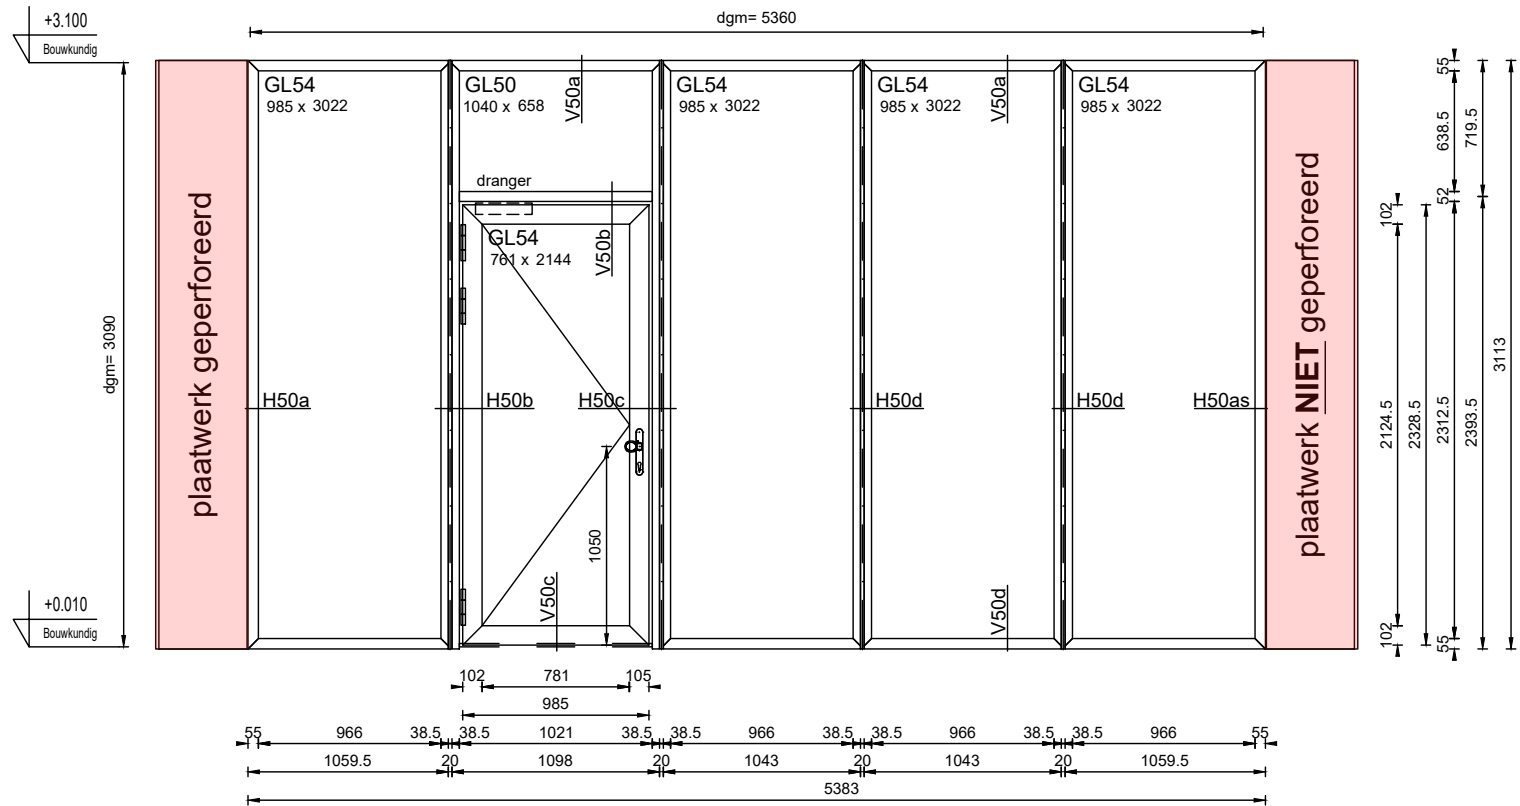 dgm= 5360
+3.100
Bouwkundig
GL54
985 x 3022
GL50
1040 x 658
V50a
GL54
985 x 3022
GL54
985 x 3022
V50a
GL54
985 x 3022
dranger
GL54
761 x 2144
V50b
plaatwerk geperforeerd
plaatwerk NIET geperforeerd
dgm= 3090
H50a
H50b
H50c
H50d
H50d
H50as
1050
V50c
V50d
+0.010
Bouwkundig
55
638.5
719.5
52
102
2124.5
2328.5
2312.5
2393.5
3113
102
55
102 781 105
985
55 966 38.5 38.5 1021 38.5 38.5 966 38.5 38.5 966 38.5 38.5 966 55
1059.5 20 1098 20 1043 20 1043 20 1059.5
5383